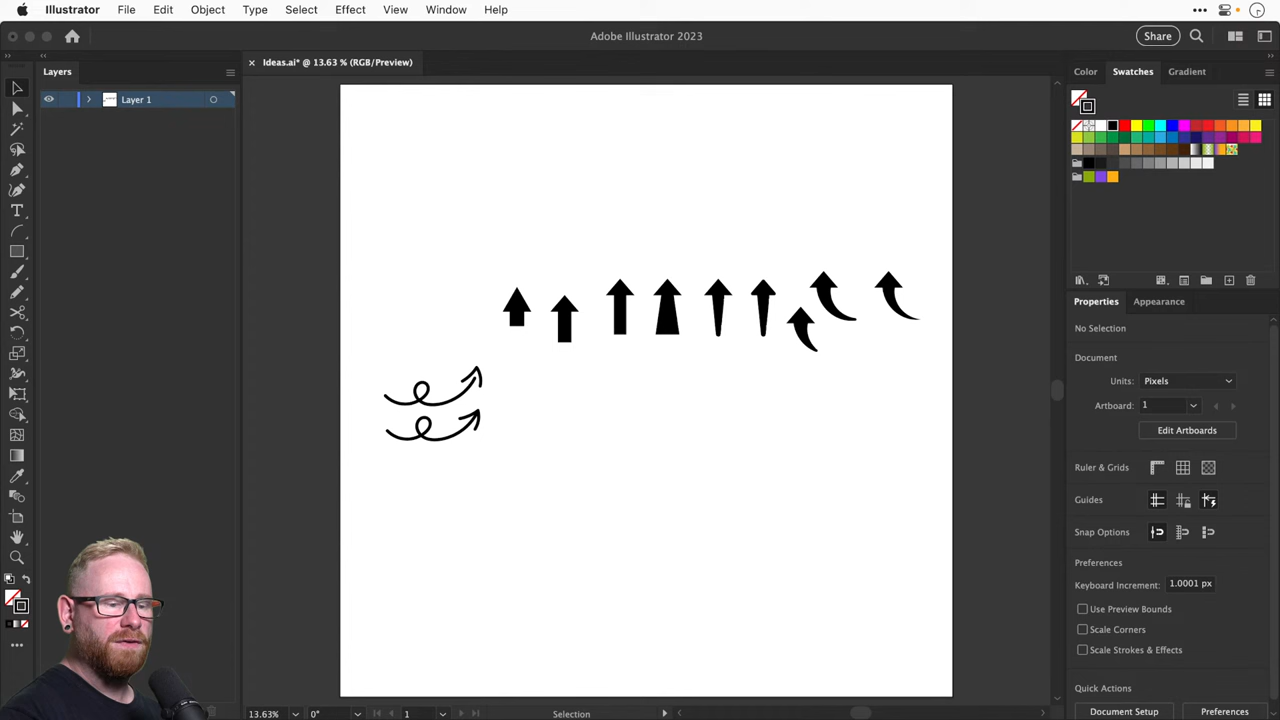 Illustrator File Edit Object Type Select Effect View Window Help
Adobe Illustrator 2023
Share
Ideas.ai* @ 13.63 % (RGB/Preview)
Layers
Layer 1
Color Swatches Gradient
Properties Appearance
No Selection
Document
Units: Pixels
Artboard: 1
Edit Artboards
Ruler & Grids
Guides
Snap Options
Preferences
Keyboard Increment: 1.0001 px
Use Preview Bounds
Scale Corners
Scale Strokes & Effects
Quick Actions
Document Setup Preferences
13.63% 0° 1 Selection